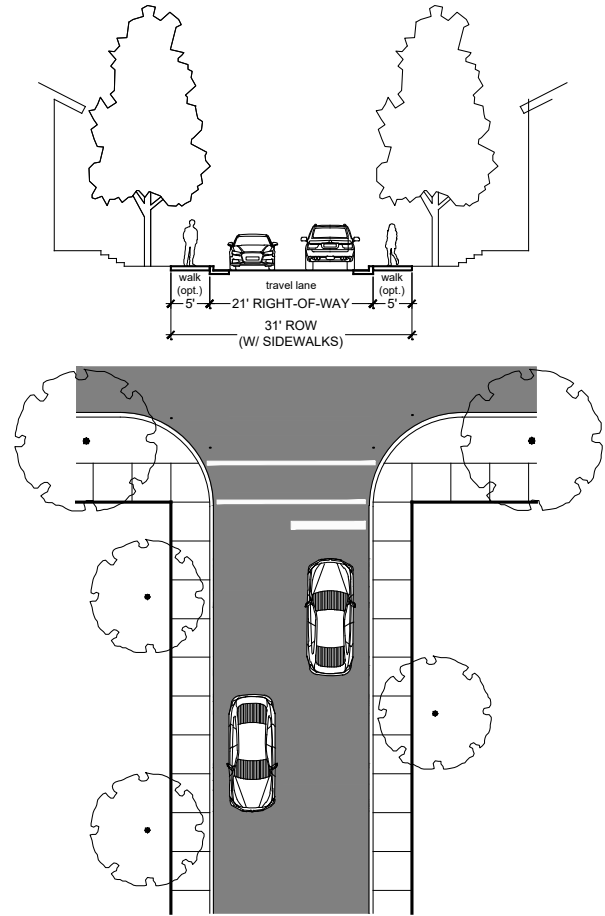 walk
(opt.)
travel lane
walk
(opt.)
5'
21' RIGHT-OF-WAY
5'
31' ROW
(W/ SIDEWALKS)